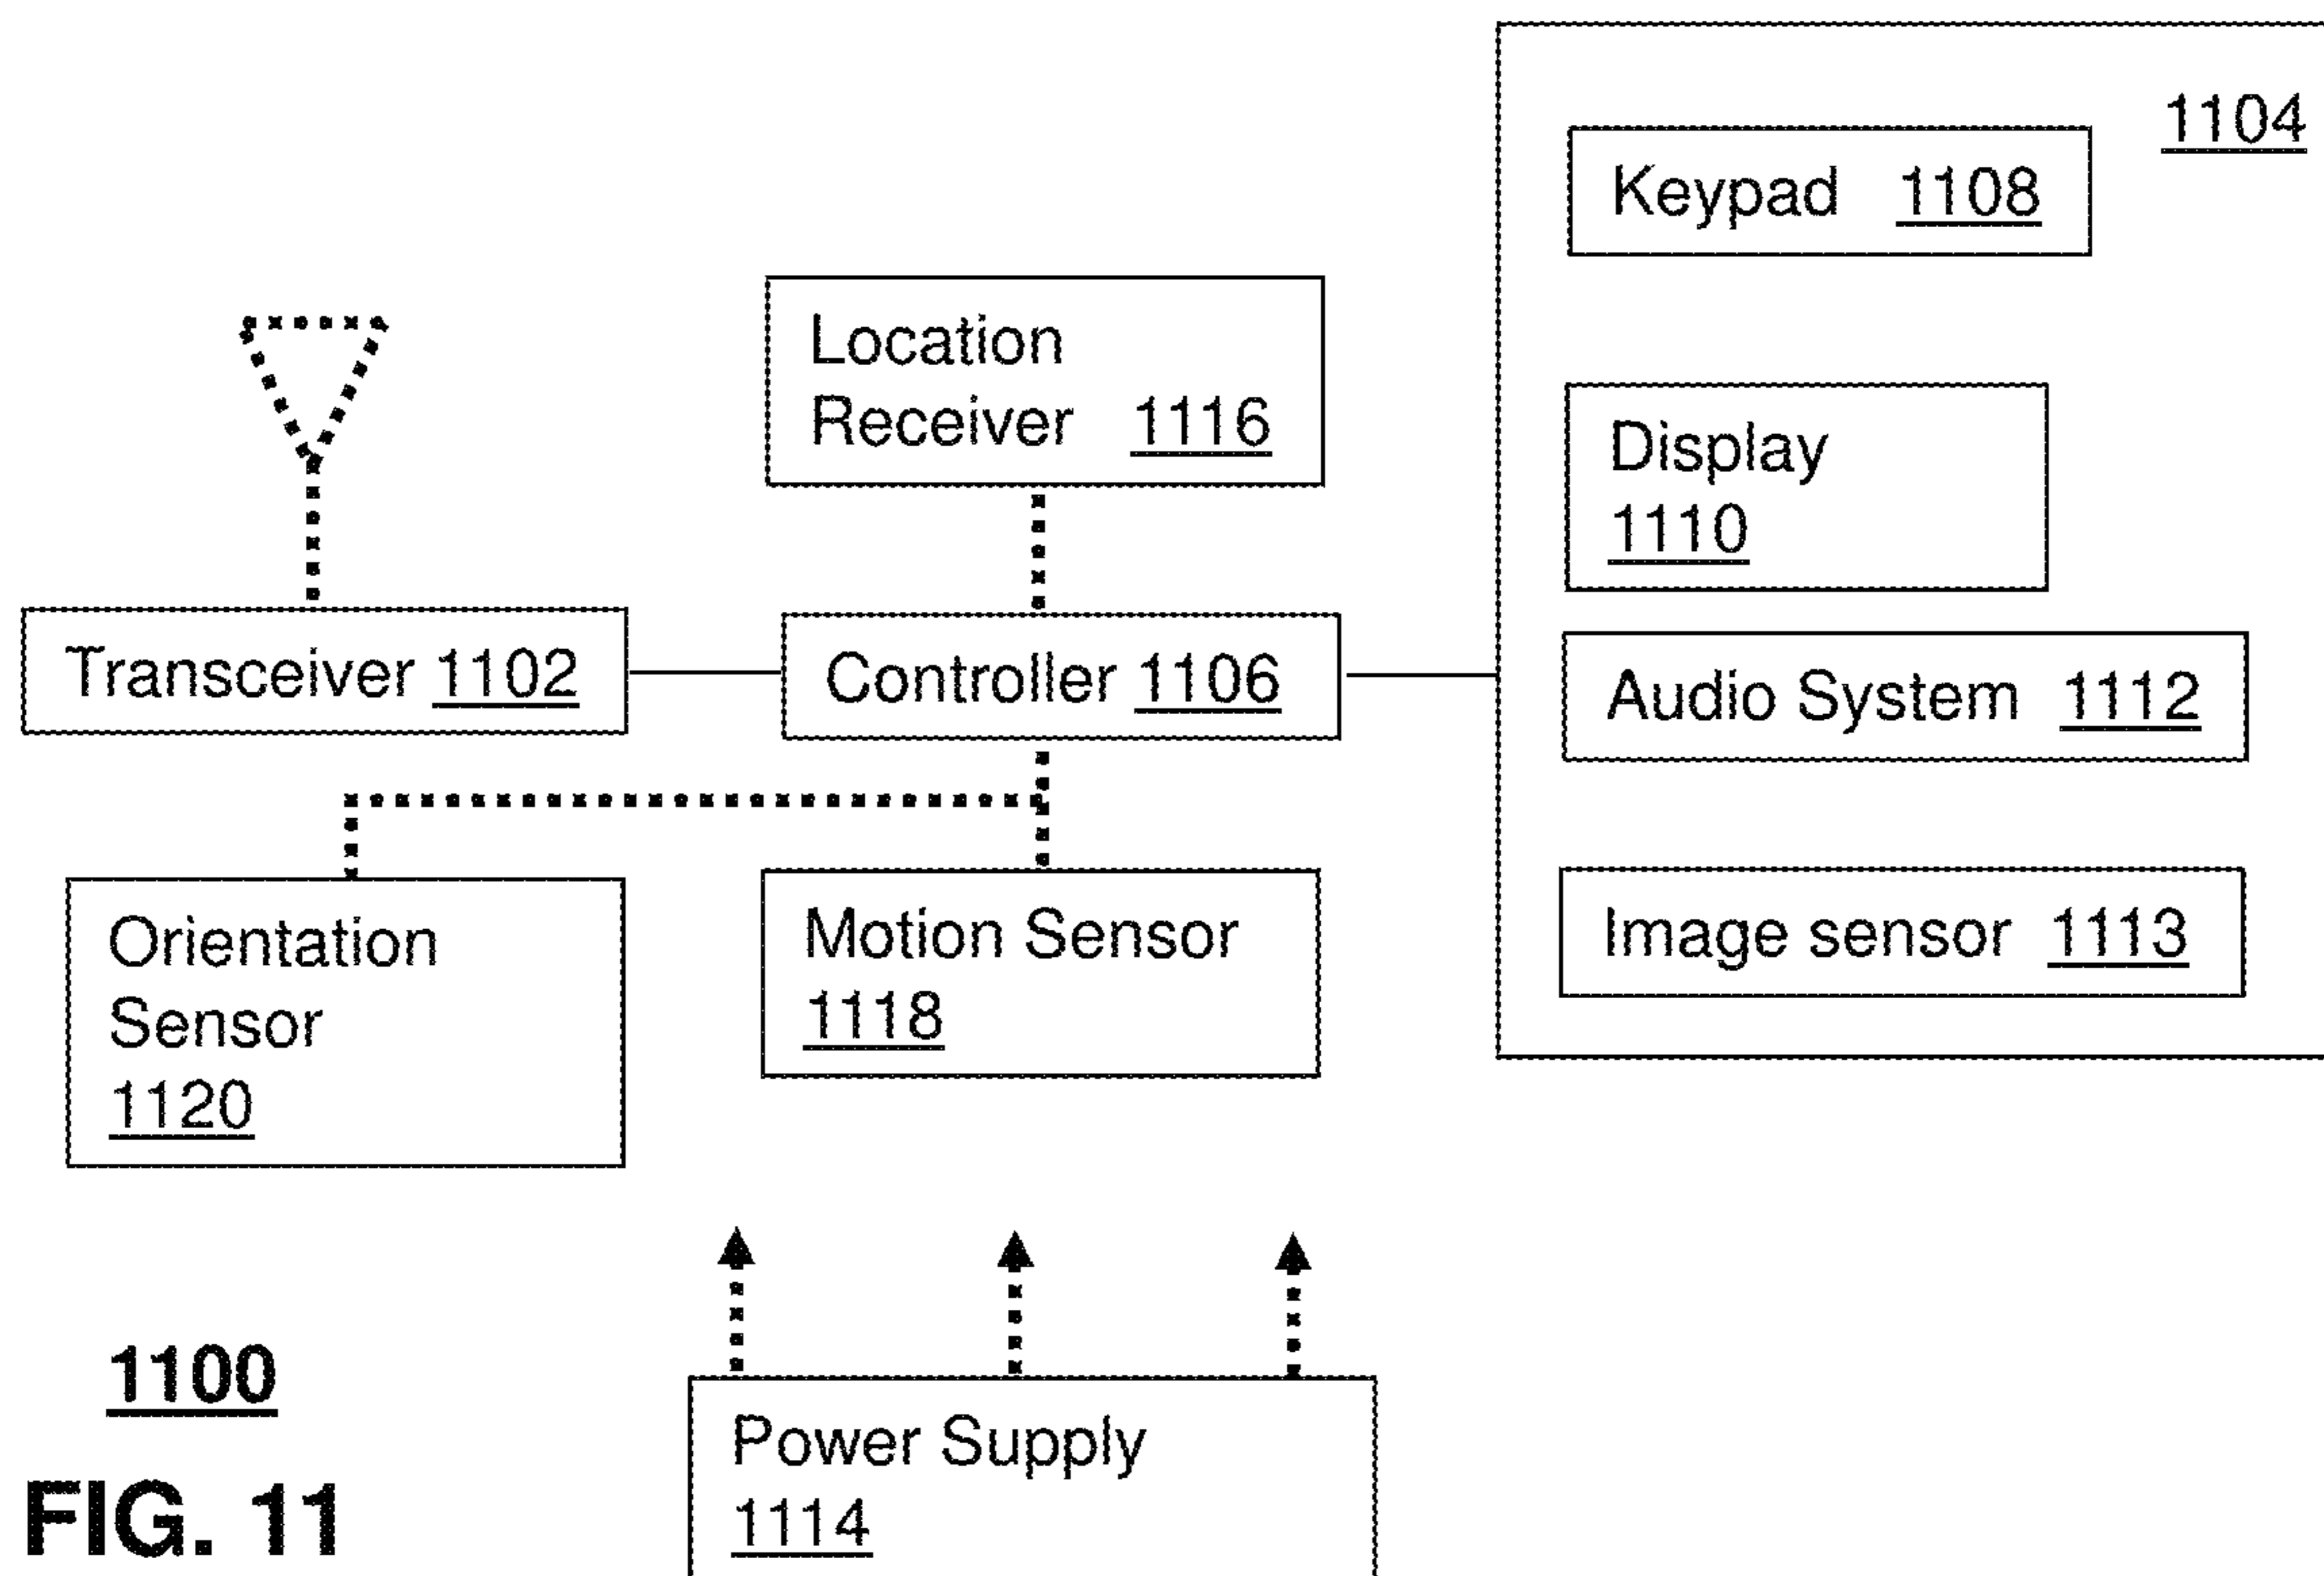 1104
Keypad 1108
Location
Receiver 1116
Display
1110
Transceiver 1102
Controller 1106
Audio System 1112
Orientation
Sensor
1120
Motion Sensor
1118
Image sensor 1113
1100
FIG. 11
Power Supply
1114